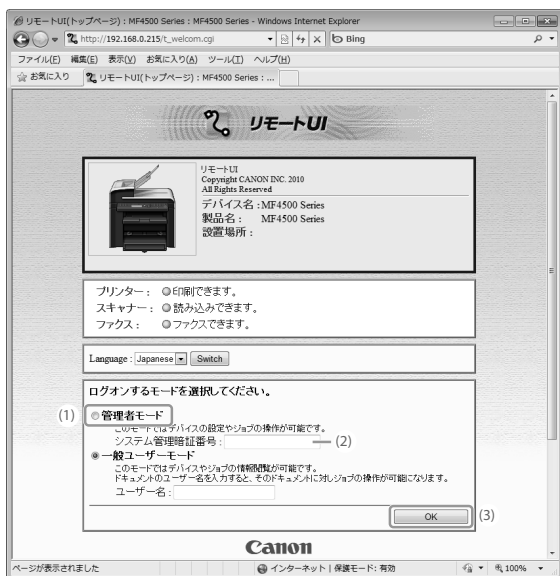 リモートUI(トップページ) : MF4500 Series : MF4500 Series - Windows Internet Explorer
http://192.168.0.215/t_welcom.cgi
Bing
ファイル(F) 編集(E) 表示(V) お気に入り(A) ツール(T) ヘルプ(H)
お気に入り リモートUI(トップページ) : MF4500 Series : ...
リモートUI
リモートUI
Copyright CANON INC. 2010
All Rights Reserved
デバイス名 : MF4500 Series
製品名 : MF4500 Series
設置場所 :
プリンター : 印刷できます。
スキャナー : 読み込みできます。
ファクス : ファクスできます。
Language : Japanese Switch
ログオンするモードを選択してください。
(1) 管理者モード
このモードではデバイスの設定やジョブの操作が可能です。
システム管理暗証番号 : (2)
一般ユーザーモード
このモードではデバイスやジョブの情報閲覧が可能です。
ドキュメントのユーザー名を入力すると、そのドキュメントに対しジョブの操作が可能になります。
ユーザー名 :
OK (3)
Canon
ページが表示されました インターネット | 保護モード: 有効 100%